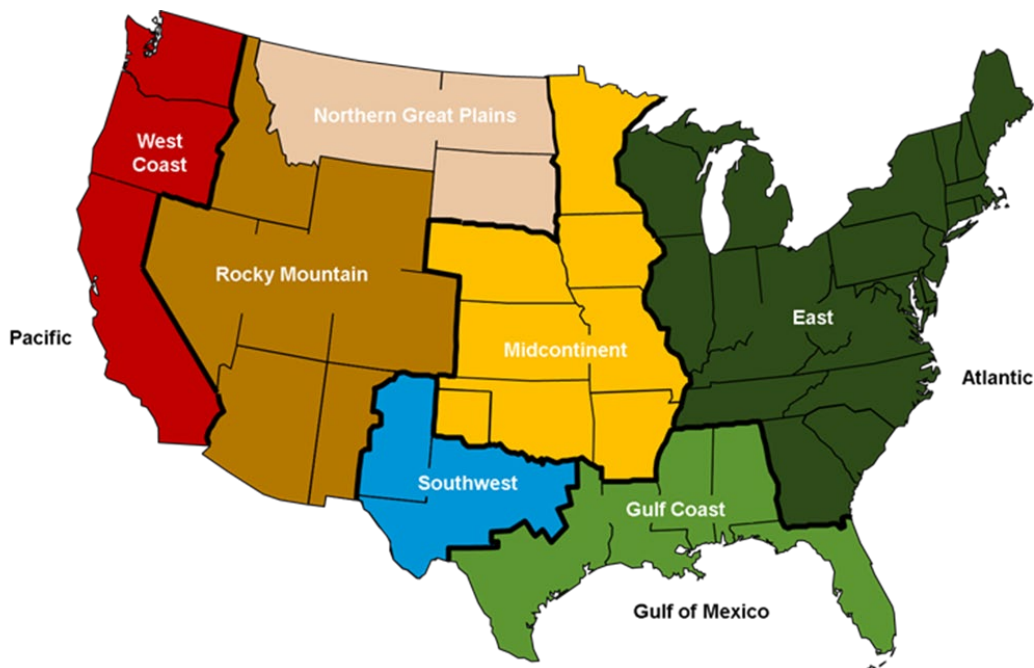 Northern Great Plains
West
Coast
Rocky Mountain
Pacific
East
Midcontinent
Atlantic
Southwest
Gulf Coast
Gulf of Mexico